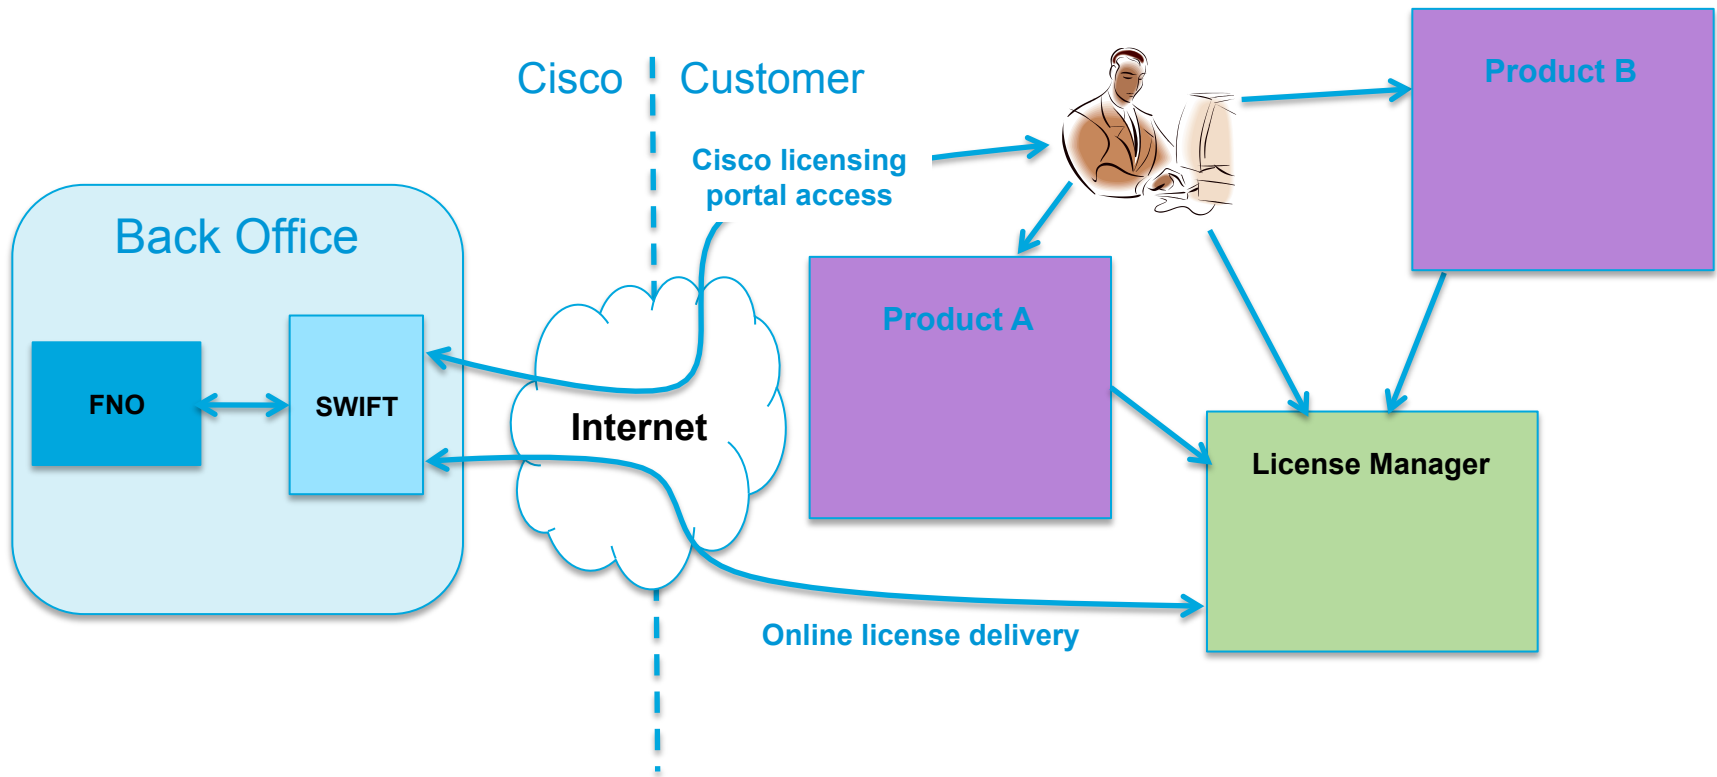 Cisco
Customer
Product B
Cisco licensing
portal access
Back Office
Product A
FNO
SWIFT
Internet
License Manager
Online license delivery